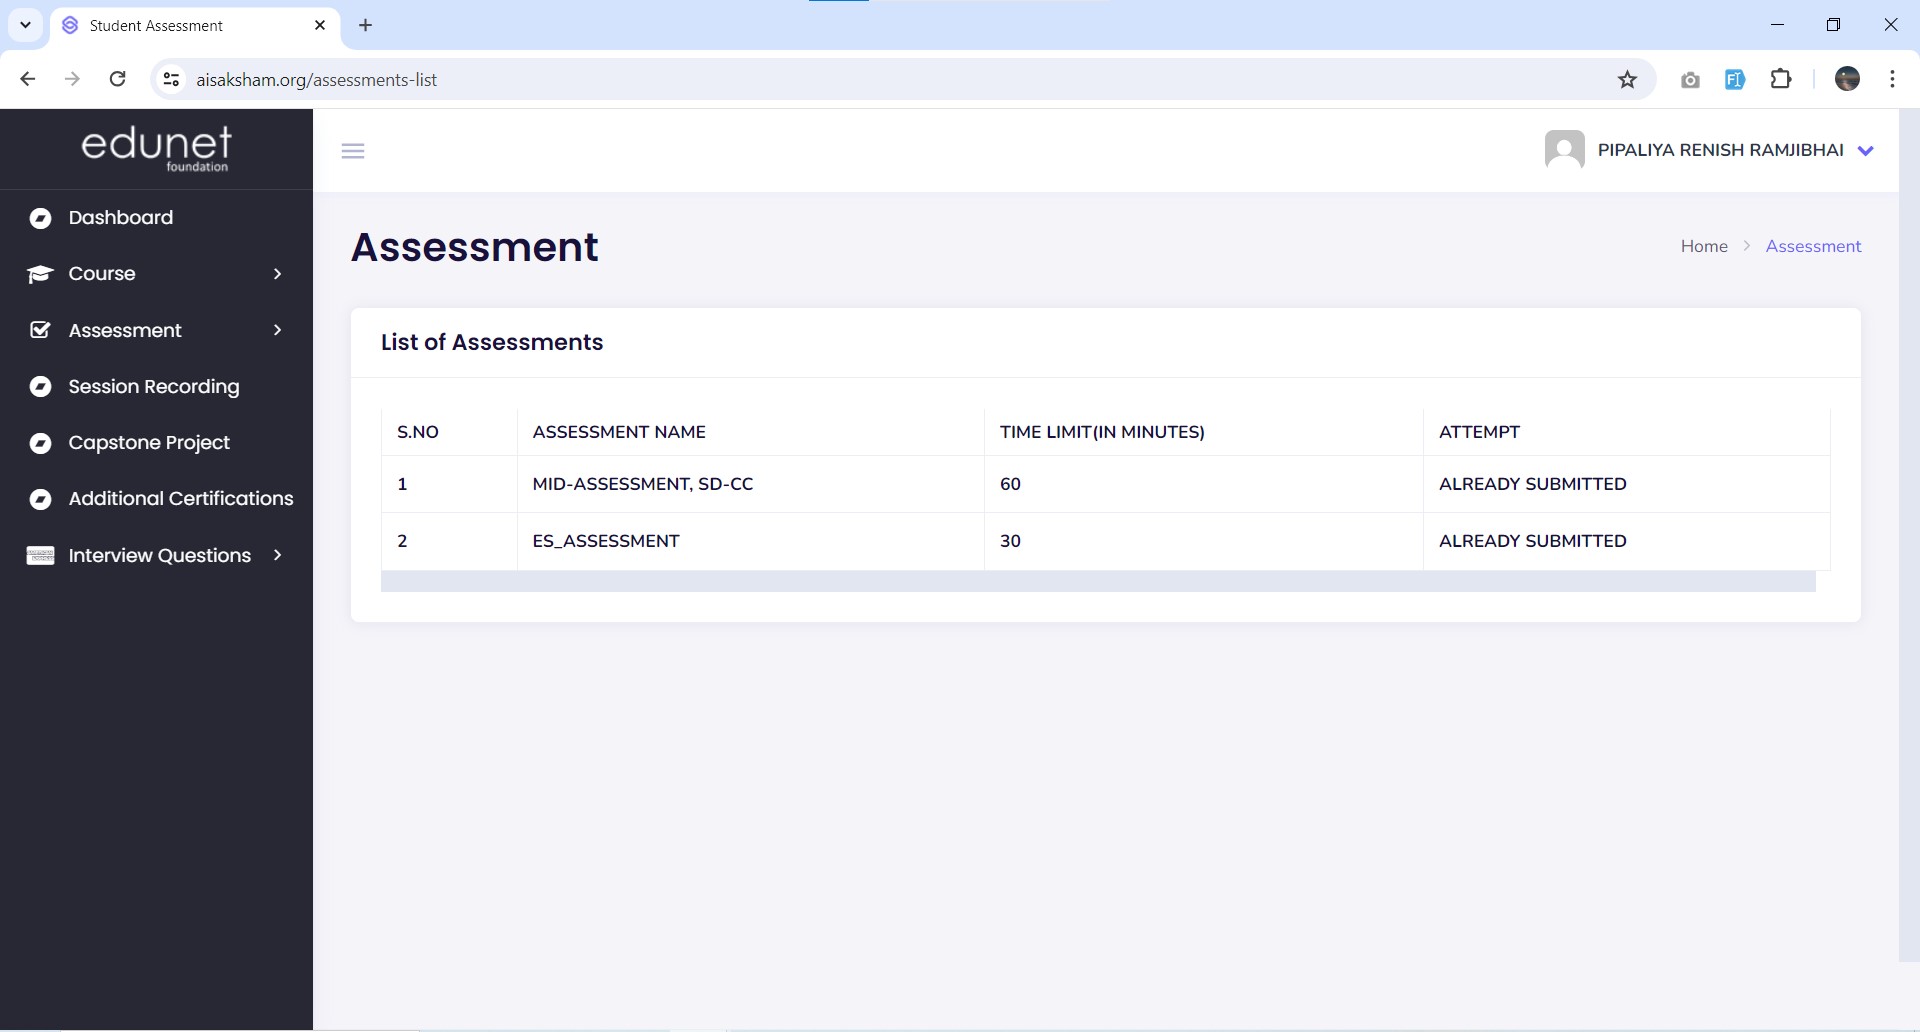 Student Assessment
aisaksham.org/assessments-list
edunet
foundation
PIPALIYA RENISH RAMJIBHAI
Dashboard
Course
Assessment
Session Recording
Capstone Project
Additional Certifications
Interview Questions
Assessment
Home > Assessment
List of Assessments
S.NO ASSESSMENT NAME TIME LIMIT(IN MINUTES) ATTEMPT
1 MID-ASSESSMENT, SD-CC 60 ALREADY SUBMITTED
2 ES_ASSESSMENT 30 ALREADY SUBMITTED